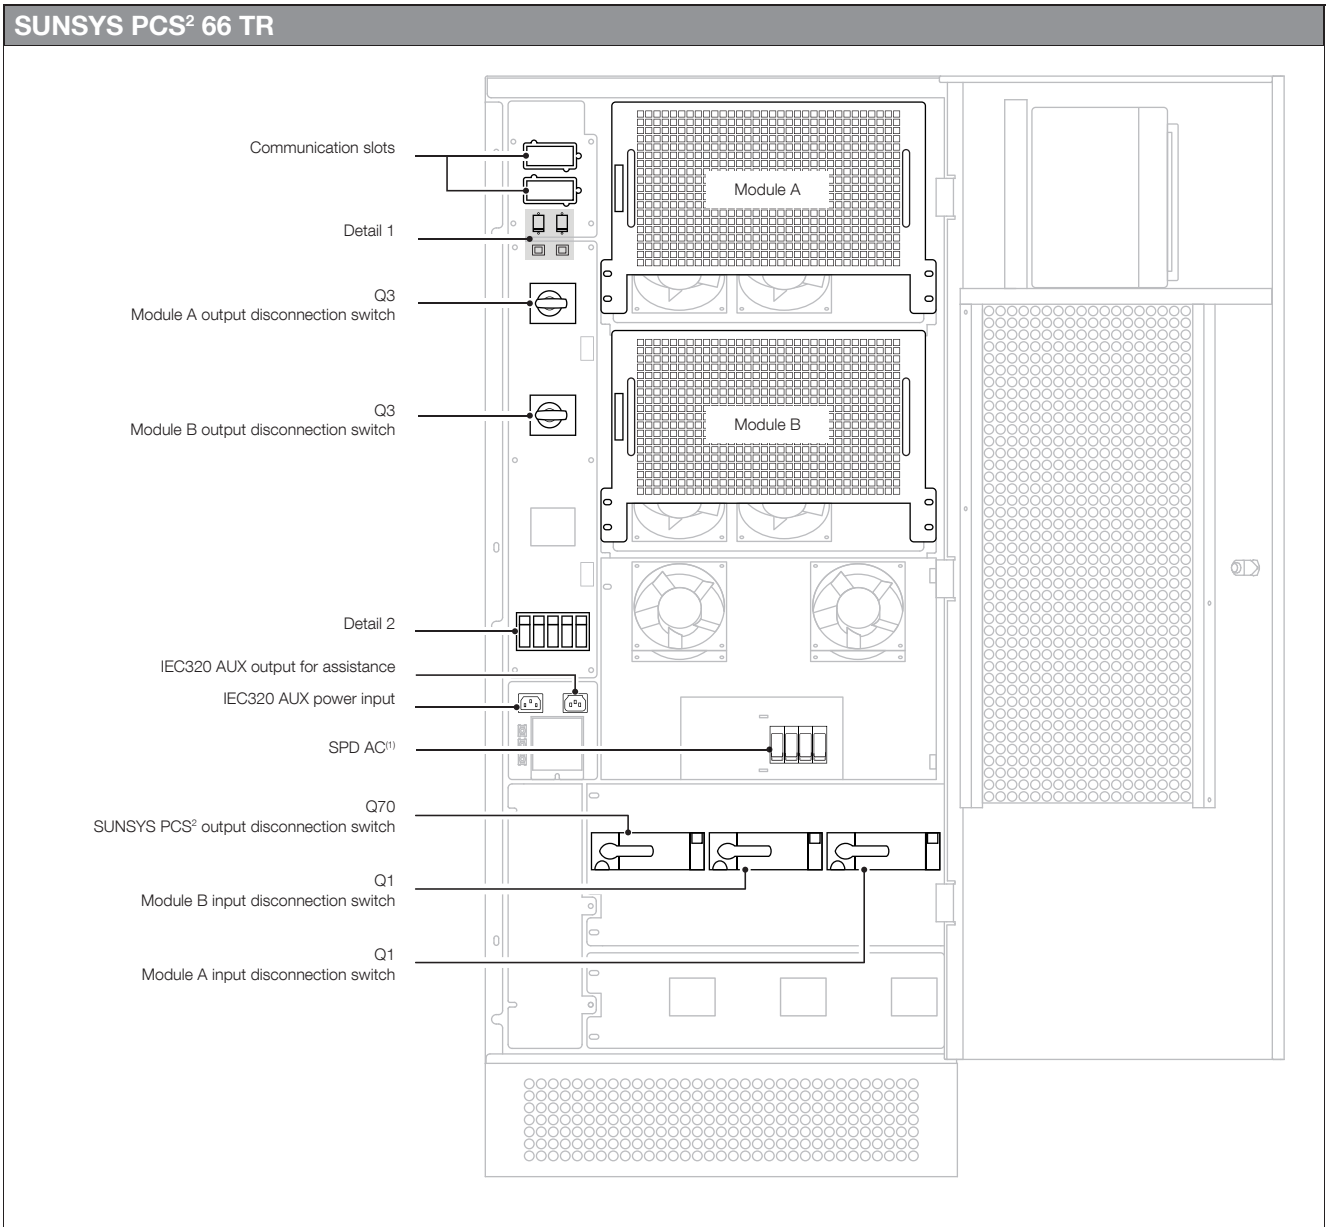 SUNSYS PCS² 66 TR
Communication slots
Module A
Detail 1
Q3
Module A output disconnection switch
Q3
Module B output disconnection switch
Module B
Detail 2
IEC320 AUX output for assistance
IEC320 AUX power input
SPD AC⁽¹⁾
Q70
SUNSYS PCS² output disconnection switch
Q1
Module B input disconnection switch
Q1
Module A input disconnection switch